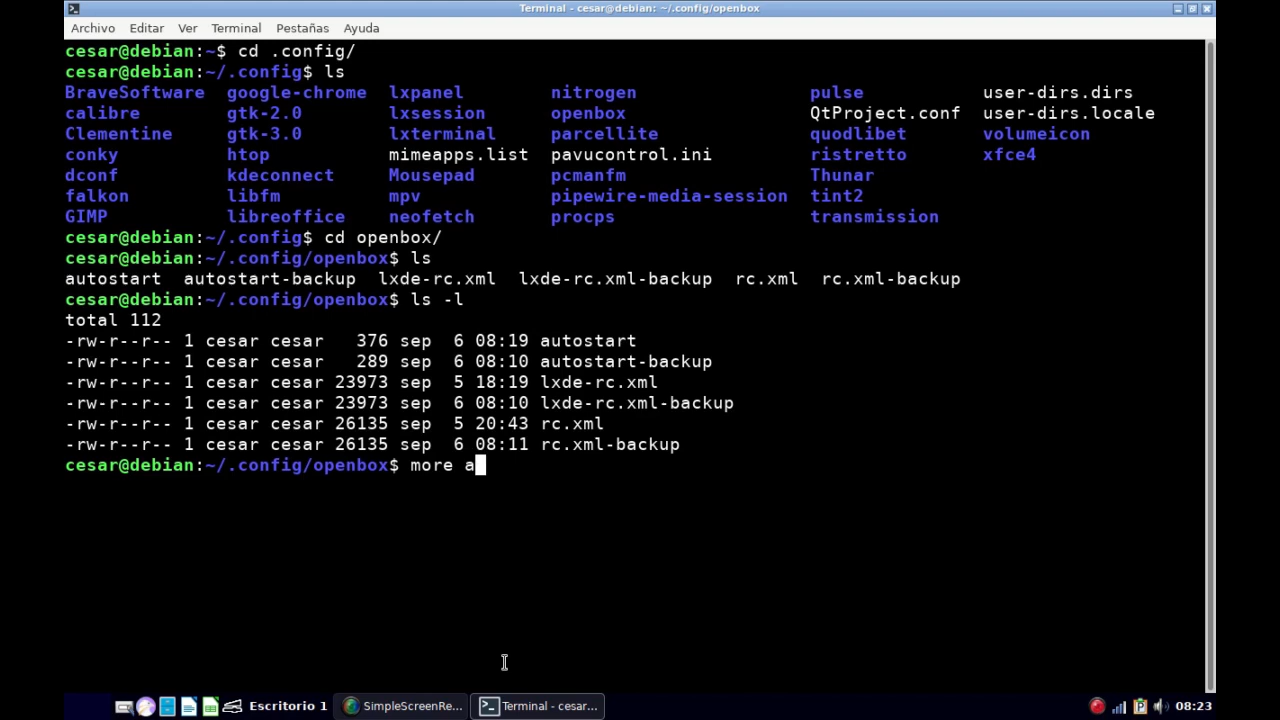 Terminal - cesar@debian: ~/.config/openbox
Archivo Editar Ver Terminal Pestañas Ayuda
cesar@debian:~$ cd .config/
cesar@debian:~/.config$ ls
BraveSoftware google-chrome lxpanel nitrogen pulse user-dirs.dirs
calibre gtk-2.0 lxsession openbox QtProject.conf user-dirs.locale
Clementine gtk-3.0 lxterminal parcellite quodlibet volumeicon
conky htop mimeapps.list pavucontrol.ini ristretto xfce4
dconf kdeconnect Mousepad pcmanfm Thunar
falkon libfm mpv pipewire-media-session tint2
GIMP libreoffice neofetch procps transmission
cesar@debian:~/.config$ cd openbox/
cesar@debian:~/.config/openbox$ ls
autostart autostart-backup lxde-rc.xml lxde-rc.xml-backup rc.xml rc.xml-backup
cesar@debian:~/.config/openbox$ ls -l
total 112
-rw-r--r-- 1 cesar cesar 376 sep 6 08:19 autostart
-rw-r--r-- 1 cesar cesar 289 sep 6 08:10 autostart-backup
-rw-r--r-- 1 cesar cesar 23973 sep 5 18:19 lxde-rc.xml
-rw-r--r-- 1 cesar cesar 23973 sep 6 08:10 lxde-rc.xml-backup
-rw-r--r-- 1 cesar cesar 26135 sep 5 20:43 rc.xml
-rw-r--r-- 1 cesar cesar 26135 sep 6 08:11 rc.xml-backup
cesar@debian:~/.config/openbox$ more a
Escritorio 1 SimpleScreenRe... Terminal - cesar... 08:23